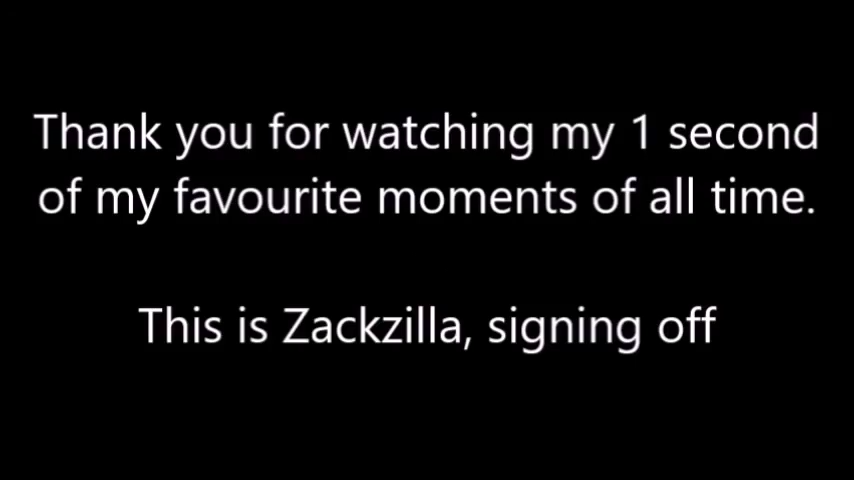 Thank you for watching my 1 second
of my favourite moments of all time.
This is Zackzilla, signing off